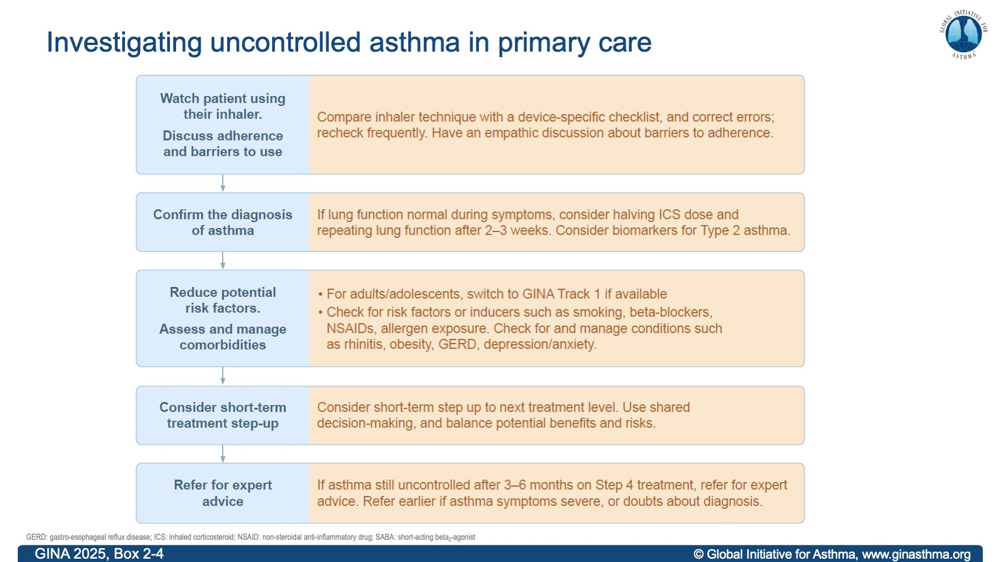 Investigating uncontrolled asthma in primary care
GLOBAL INITIATIVE FOR
ASTHMA
Watch patient using
their inhaler.
Discuss adherence
and barriers to use
Compare inhaler technique with a device-specific checklist, and correct errors;
recheck frequently. Have an empathic discussion about barriers to adherence.
Confirm the diagnosis
of asthma
If lung function normal during symptoms, consider halving ICS dose and
repeating lung function after 2–3 weeks. Consider biomarkers for Type 2 asthma.
Reduce potential
risk factors.
Assess and manage
comorbidities
• For adults/adolescents, switch to GINA Track 1 if available
• Check for risk factors or inducers such as smoking, beta-blockers,
NSAIDs, allergen exposure. Check for and manage conditions such
as rhinitis, obesity, GERD, depression/anxiety.
Consider short-term
treatment step-up
Consider short-term step up to next treatment level. Use shared
decision-making, and balance potential benefits and risks.
Refer for expert
advice
If asthma still uncontrolled after 3–6 months on Step 4 treatment, refer for expert
advice. Refer earlier if asthma symptoms severe, or doubts about diagnosis.
GERD: gastro-esophageal reflux disease; ICS: inhaled corticosteroid; NSAID: non-steroidal anti-inflammatory drug; SABA: short-acting beta₂-agonist
GINA 2025, Box 2-4
© Global Initiative for Asthma, www.ginasthma.org